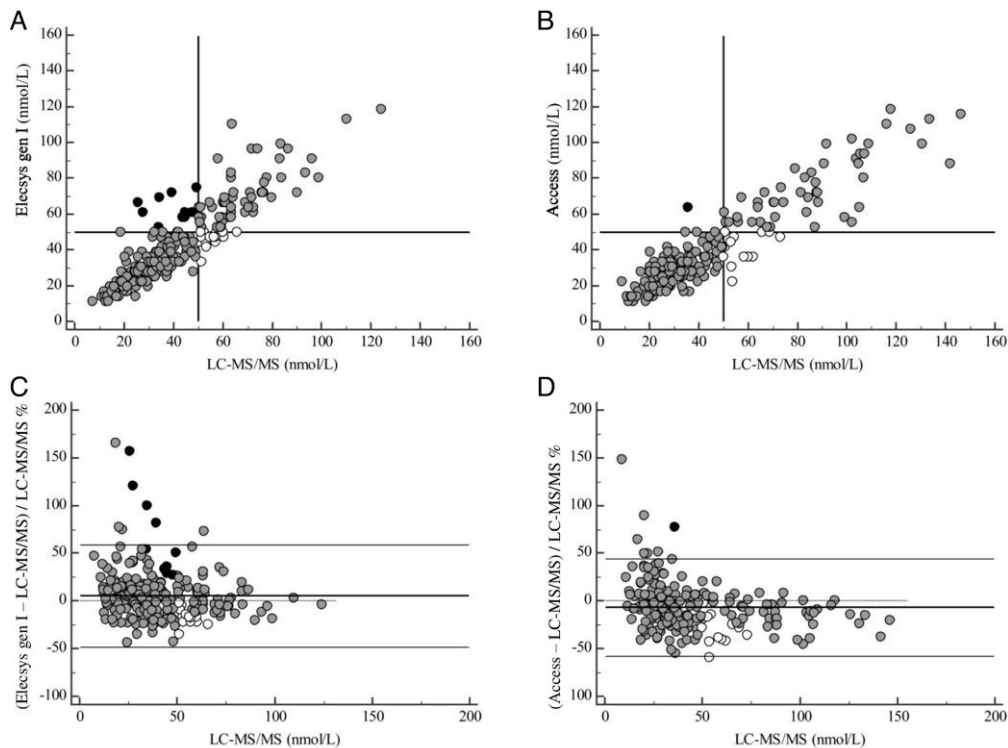 A
B
160
140
120
100
80
60
40
20
0
Elecsys gen I (nmol/L)
0 20 40 60 80 100 120 140 160
LC-MS/MS (nmol/L)
160
140
120
100
80
60
40
20
0
Access (nmol/L)
0 20 40 60 80 100 120 140 160
LC-MS/MS (nmol/L)
C
D
200
150
100
50
0
-50
-100
(Elecsys gen I – LC-MS/MS) / LC-MS/MS %
0 50 100 150 200
LC-MS/MS (nmol/L)
200
150
100
50
0
-50
100
(Access – LC-MS/MS) / LC-MS/MS %
0 50 100 150 200
LC-MS/MS (nmol/L)